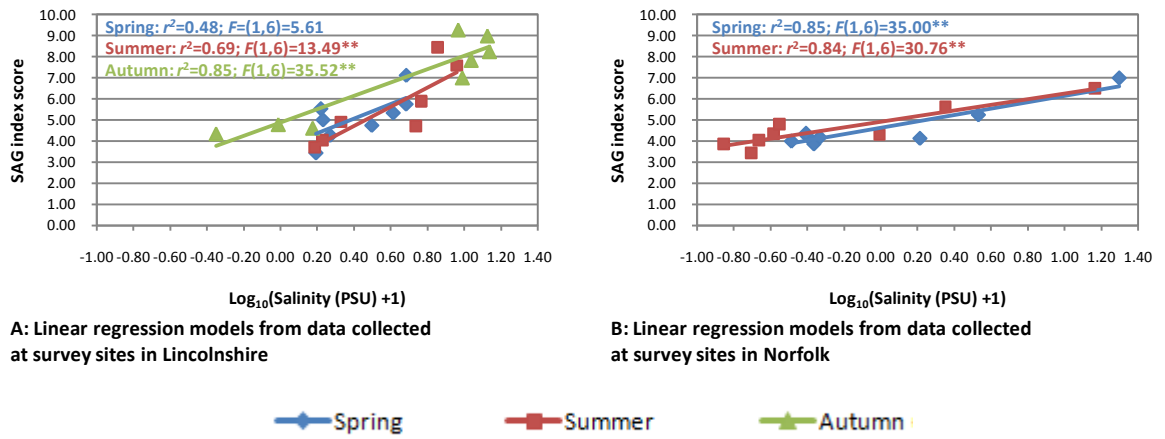 Spring: r²=0.48; F=(1,6)=5.61
Summer: r²=0.69; F(1,6)=13.49**
Autumn: r²=0.85; F(1,6)=35.52**
SAG index score
10.00
9.00
8.00
7.00
6.00
5.00
4.00
3.00
2.00
1.00
0.00
-1.00 -0.80 -0.60 -0.40 -0.20 0.00 0.20 0.40 0.60 0.80 1.00 1.20 1.40
Log₁₀(Salinity (PSU) +1)
A: Linear regression models from data collected
at survey sites in Lincolnshire
Spring: r²=0.85; F(1,6)=35.00**
Summer: r²=0.84; F(1,6)=30.76**
SAG index score
10.00
9.00
8.00
7.00
6.00
5.00
4.00
3.00
2.00
1.00
0.00
-1.00 -0.80 -0.60 -0.40 -0.20 0.00 0.20 0.40 0.60 0.80 1.00 1.20 1.40
Log₁₀(Salinity (PSU) +1)
B: Linear regression models from data collected
at survey sites in Norfolk
Spring Summer Autumn